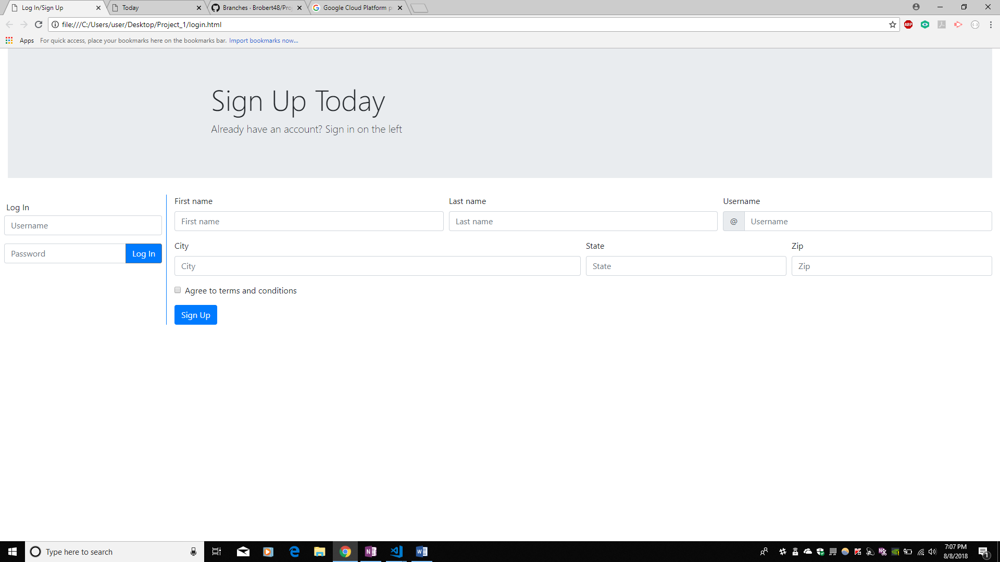 Log In/Sign Up
Today
Branches · Brobert48/Pro
Google Cloud Platform p
file:///C:/Users/user/Desktop/Project_1/login.html
ABP
Apps For quick access, place your bookmarks here on the bookmarks bar. Import bookmarks now...
Sign Up Today
Already have an account? Sign in on the left
Log In
Username
Password Log In
First name Last name Username
First name Last name @ Username
City State Zip
City State Zip
Agree to terms and conditions
Sign Up
Type here to search
7:07 PM
8/8/2018
1